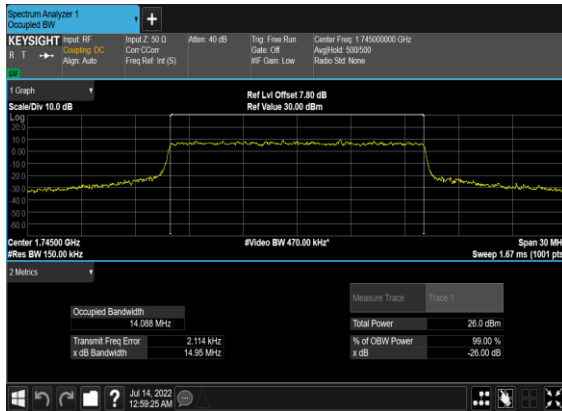 Spectrum Analyzer 1
Occupied BW
+
KEYSIGHT
R T
LXI
Input: RF
Coupling: DC
Align: Auto
Input Z: 50 Ω
Corr CCorr
Freq Ref: Int (S)
Atten: 40 dB
Trig: Free Run
Gate: Off
#IF Gain: Low
Center Freq: 1.745000000 GHz
Avg|Hold: 500/500
Radio Std: None
1 Graph
Scale/Div 10.0 dB
Ref Lvl Offset 7.80 dB
Ref Value 30.00 dBm
Log
20.0
10.0
0.00
-10.0
-20.0
-30.0
-40.0
-50.0
-60.0
Center 1.74500 GHz
#Res BW 150.00 kHz
#Video BW 470.00 kHz*
Span 30 MH
Sweep 1.67 ms (1001 pts
2 Metrics
Measure Trace
Trace 1
Occupied Bandwidth
14.088 MHz
Total Power
26.0 dBm
Transmit Freq Error
2.114 kHz
% of OBW Power
99.00 %
x dB Bandwidth
14.95 MHz
x dB
-26.00 dB
?
Jul 14, 2022
12:59:25 AM